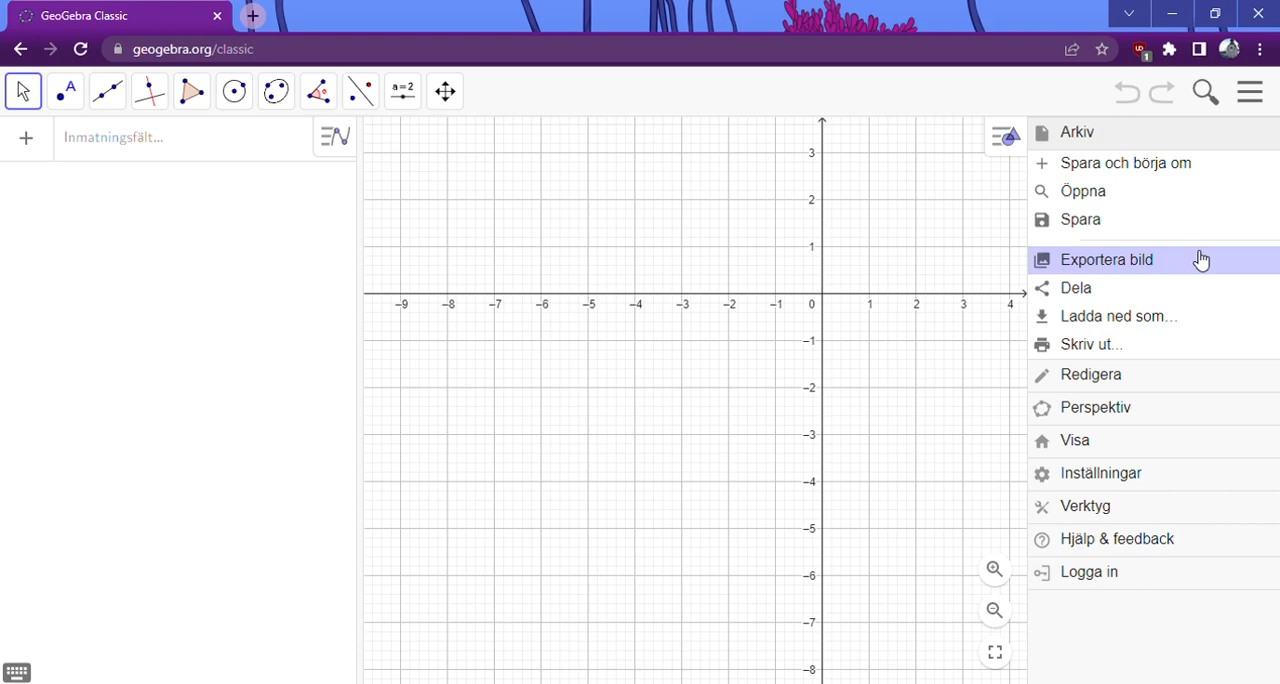 GeoGebra Classic
geogebra.org/classic
UD
1
A
a=2
Inmatningsfält…
3
2
1
−9 −8 −7 −6 −5 −4 −3 −2 −1 0 1 2 3 4
−1
−2
−3
−4
−5
−6
−7
−8
Arkiv
Spara och börja om
Öppna
Spara
Exportera bild
Dela
Ladda ned som…
Skriv ut…
Redigera
Perspektiv
Visa
Inställningar
Verktyg
Hjälp & feedback
Logga in